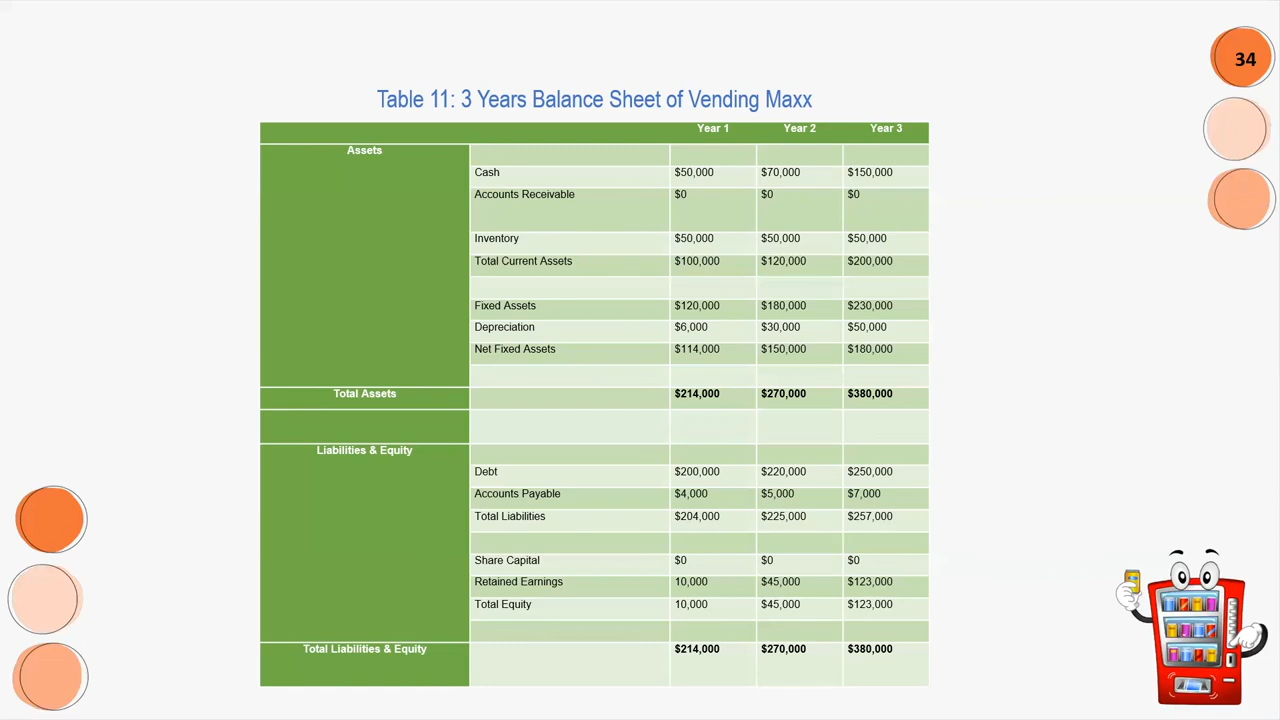 34
Table 11: 3 Years Balance Sheet of Vending Maxx
Year 1 Year 2 Year 3
Assets
Cash $50,000 $70,000 $150,000
Accounts Receivable $0 $0 $0
Inventory $50,000 $50,000 $50,000
Total Current Assets $100,000 $120,000 $200,000
Fixed Assets $120,000 $180,000 $230,000
Depreciation $6,000 $30,000 $50,000
Net Fixed Assets $114,000 $150,000 $180,000
Total Assets $214,000 $270,000 $380,000
Liabilities & Equity
Debt $200,000 $220,000 $250,000
Accounts Payable $4,000 $5,000 $7,000
Total Liabilities $204,000 $225,000 $257,000
Share Capital $0 $0 $0
Retained Earnings 10,000 $45,000 $123,000
Total Equity 10,000 $45,000 $123,000
Total Liabilities & Equity $214,000 $270,000 $380,000